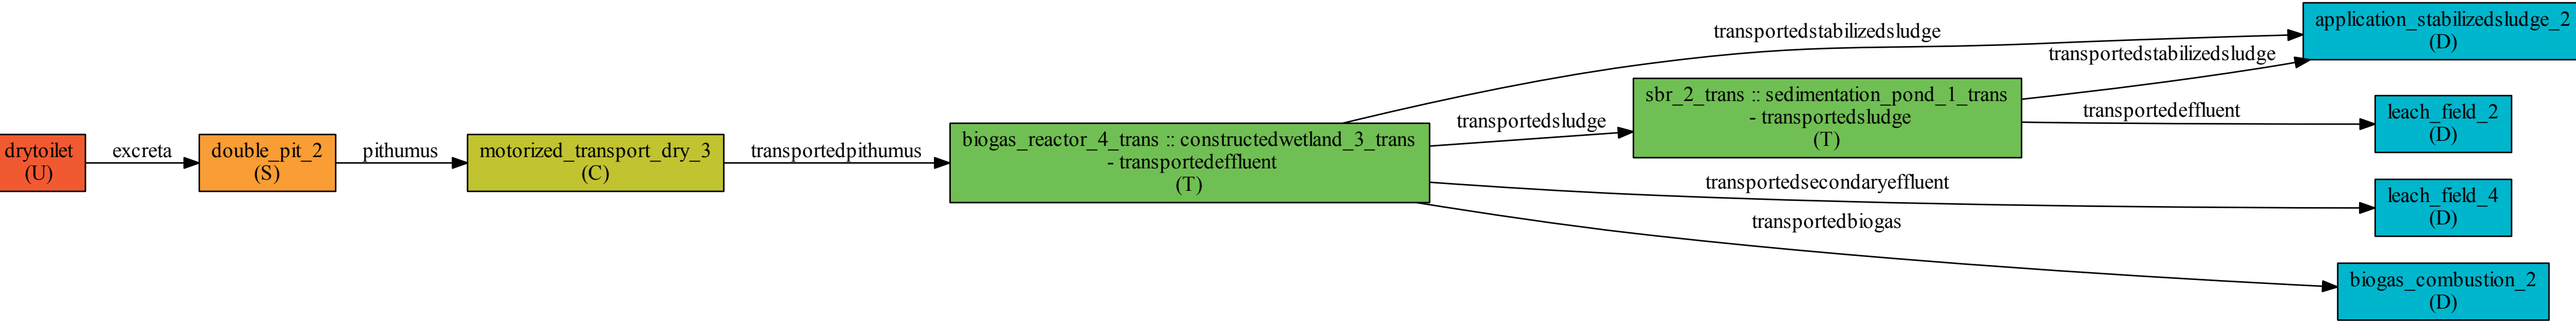 drytoilet
(U)
excreta
double_pit_2
(S)
pithumus
motorized_transport_dry_3
(C)
transportedpithumus
biogas_reactor_4_trans :: constructedwetland_3_trans
- transportedeffluent
(T)
transportedstabilizedsludge
transportedsludge
transportedsecondaryeffluent
transportedbiogas
sbr_2_trans :: sedimentation_pond_1_trans
- transportedsludge
(T)
transportedstabilizedsludge
transportedeffluent
application_stabilizedsludge_2
(D)
leach_field_2
(D)
leach_field_4
(D)
biogas_combustion_2
(D)